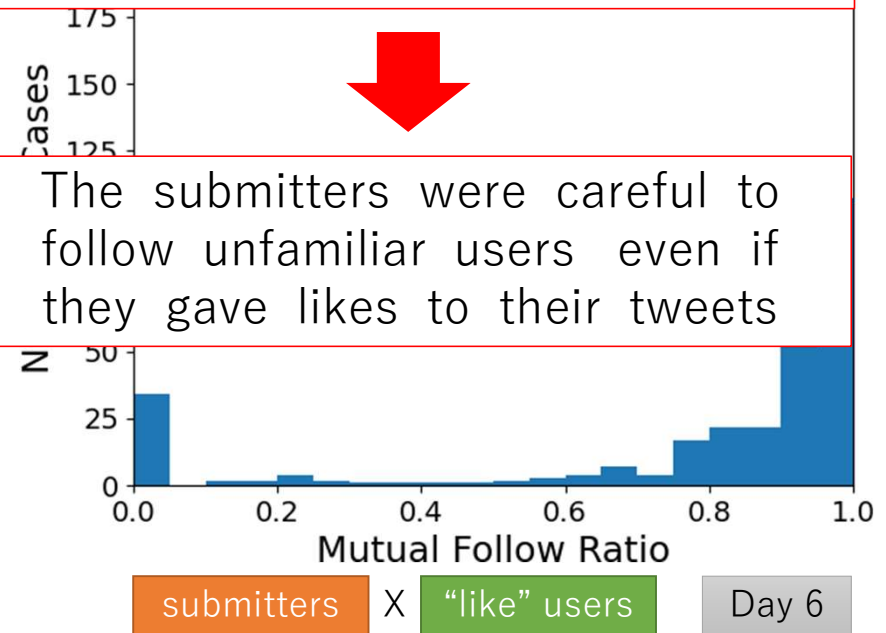 175
150
125
Cases
The submitters were careful to
follow unfamiliar users even if
they gave likes to their tweets
N
50
25
0
0.0 0.2 0.4 0.6 0.8 1.0
Mutual Follow Ratio
submitters X “like” users Day 6